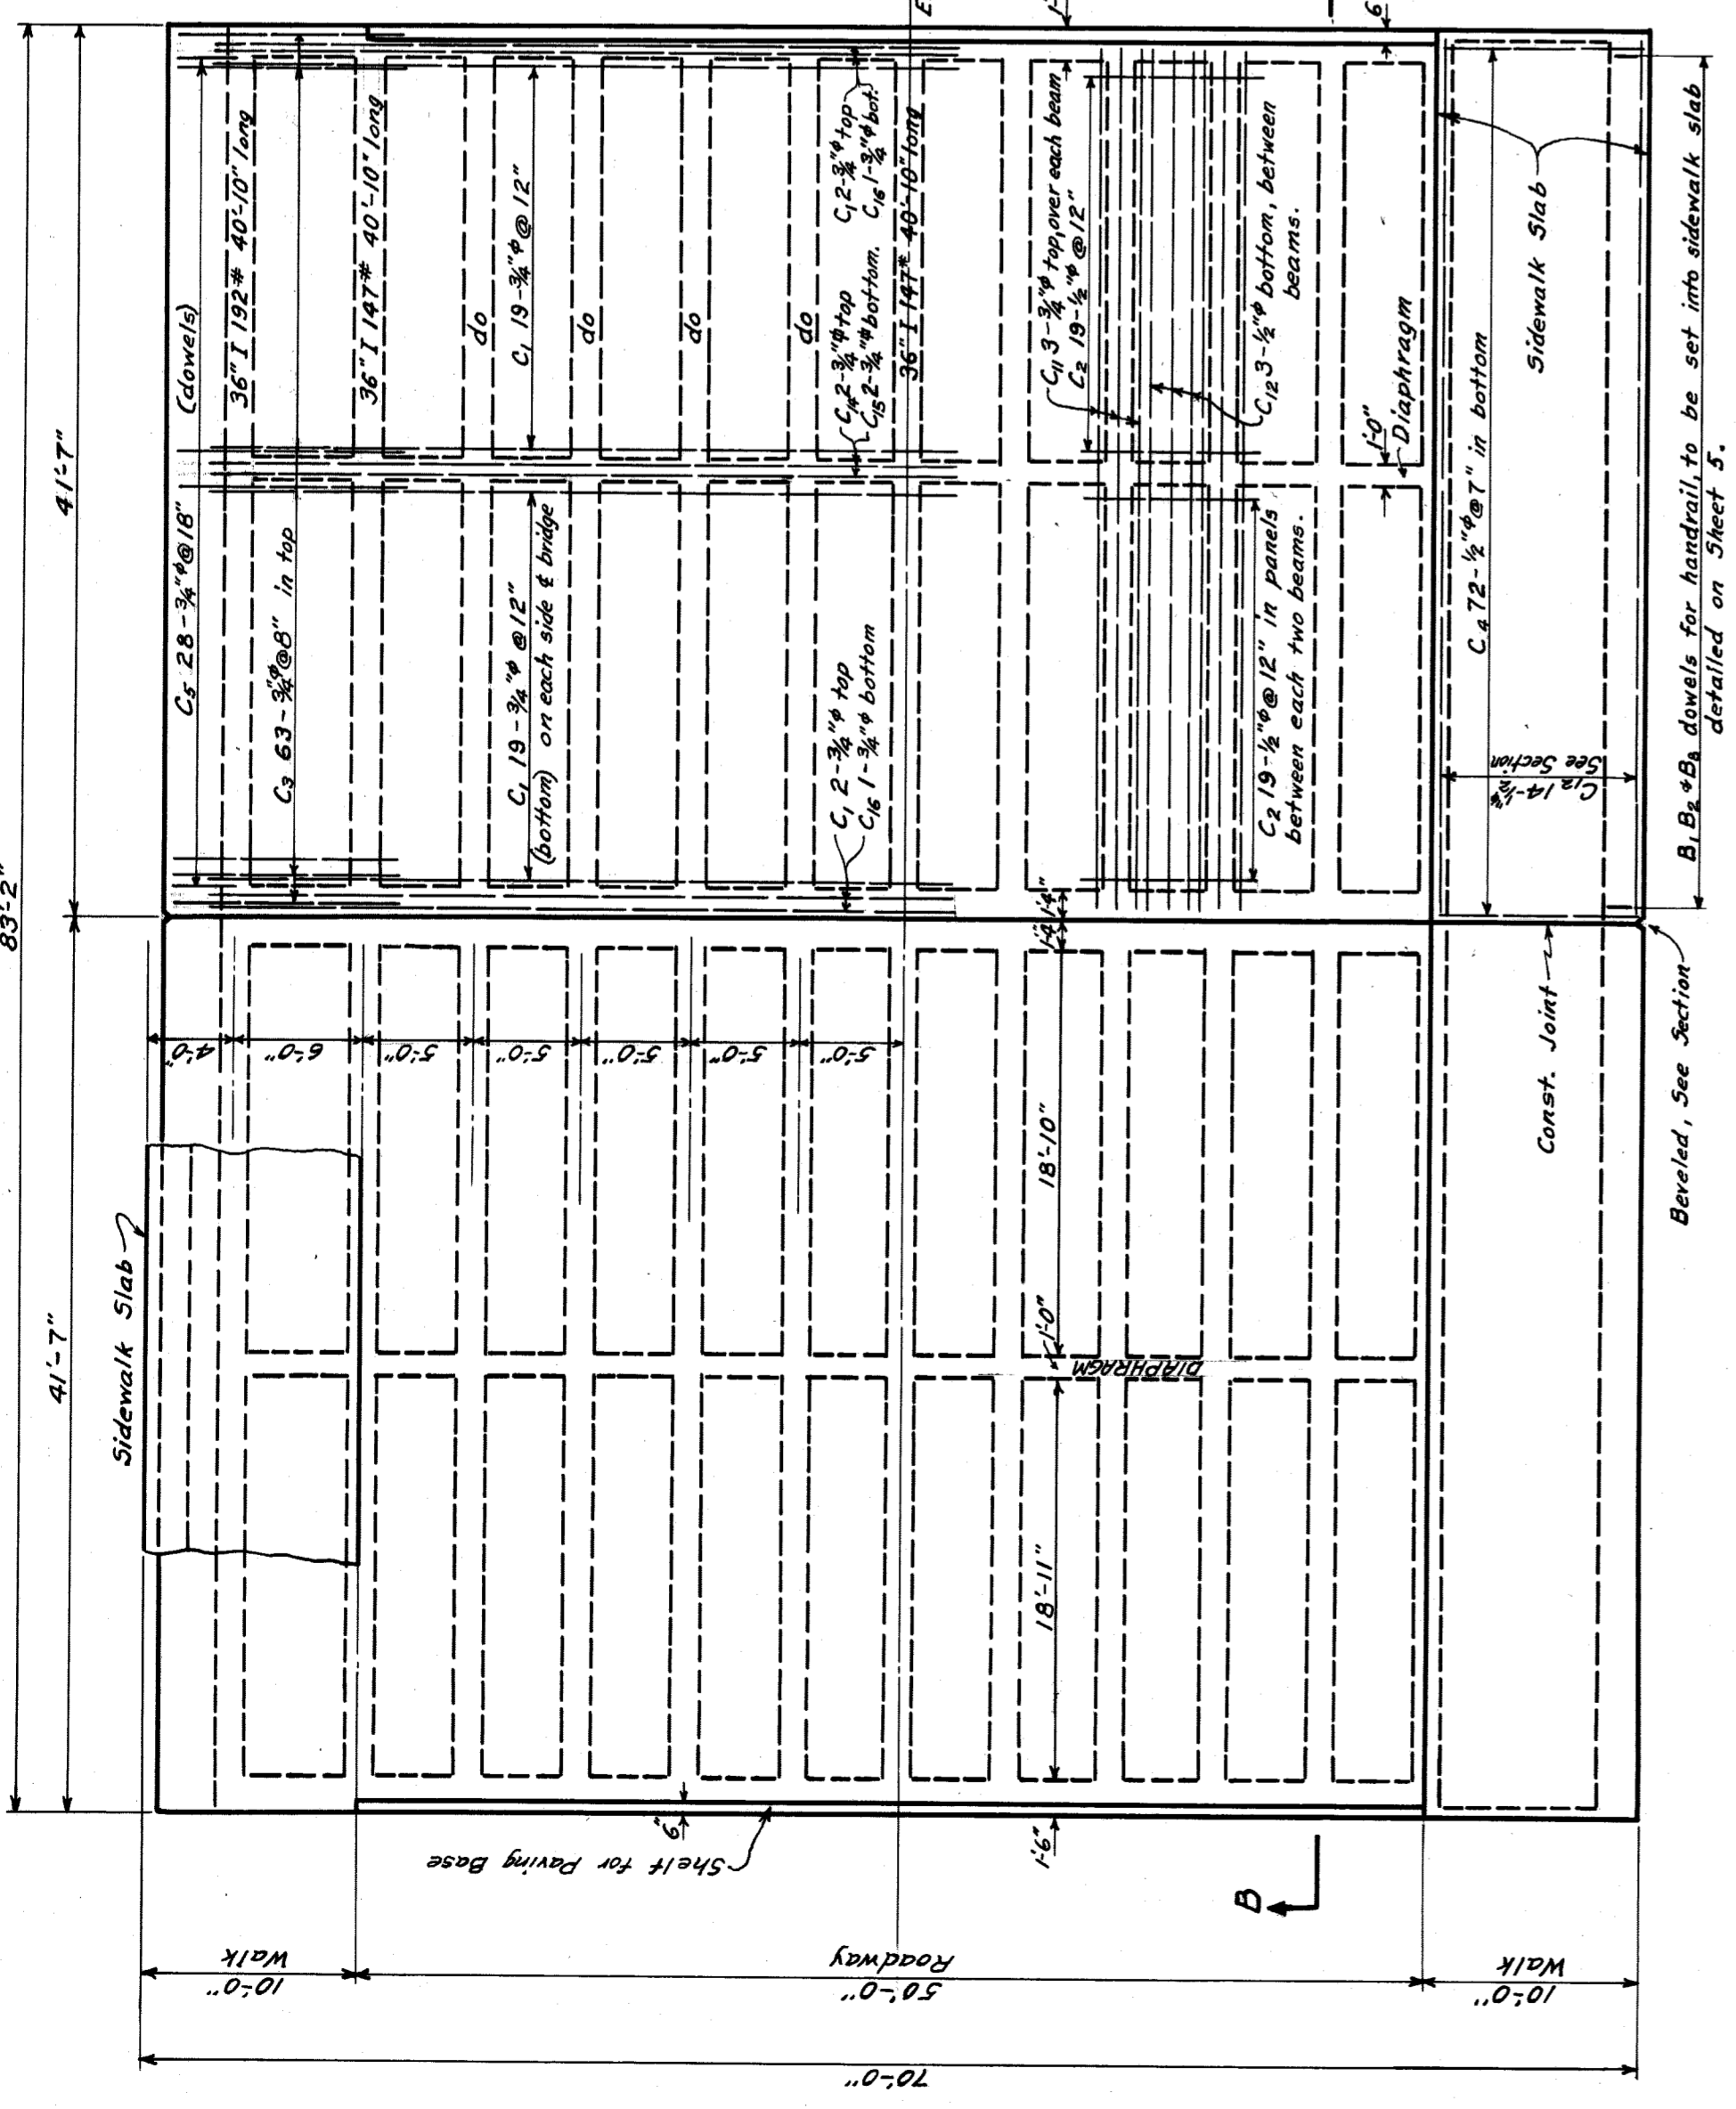 83'-2"
41'-7"
41'-7"
Sidewalk Slab
C5 28-3/4"φ@18"
(dowels)
36" I 192# 40'-10" long
C3 63-3/4"φ@8" in top
36" I 147# 40'-10" long
do
C1 19-3/4"φ@12"
(bottom) on each side ℄ bridge
C1 19-3/4"φ@12"
do
do
do
C1 2-3/4"φ top
C16 1-3/4"φ bottom
C14 2-3/4"φ top
C15 2-3/4"φ bottom.
C1 2-3/4"φ top
C16 1-3/4"φ bot.
36" I 147# 40'-10" long
C11 3-3/4"φ top, over each beam
C2 19-1/2"φ@12"
C12 3-1/2"φ bottom, between
beams.
C2 19-1/2"φ@12" in panels
between each two beams.
1'-0"
Diaphragm
C4 72-1/2"φ@7" in bottom
Sidewalk Slab
C12 14-1/2"φ
See Section
B1 B2 & B3 dowels for handrail, to be set into sidewalk slab
detailed on Sheet 5.
4'-0"
6'-0"
5'-0"
5'-0"
5'-0"
5'-0"
5'-0"
1'-4"
1'-4"
18'-10"
1'-0"
DIAPHRAGM
18'-11"
Const. Joint
Beveled, See Section
6"
Shelf for Paving Base
1'-6"
B
10'-0"
Walk
50'-0"
Roadway
10'-0"
Walk
70'-0"
E
1'-
6